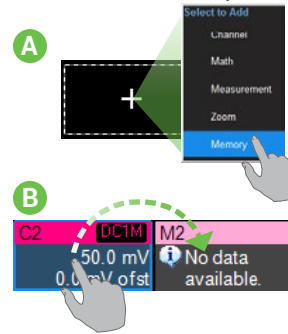 Select to Add
A
Channel
Math
Measurement
Zoom
Memory
B
C2 DC1M M2
50.0 mV No data
0.0 mV ofst available.